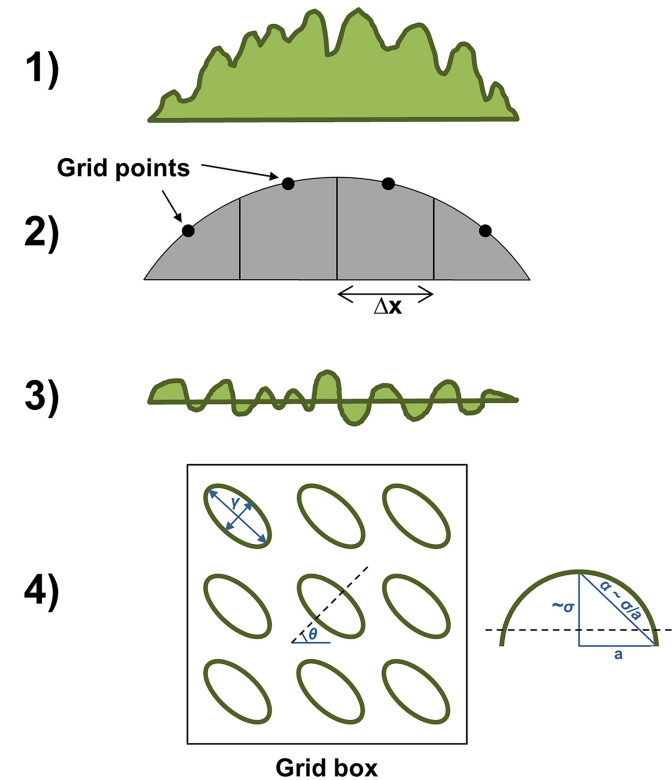 1)
Grid points
2)
Δx
3)
4)
γ
θ
α ~ σ/a
~σ
a
Grid box